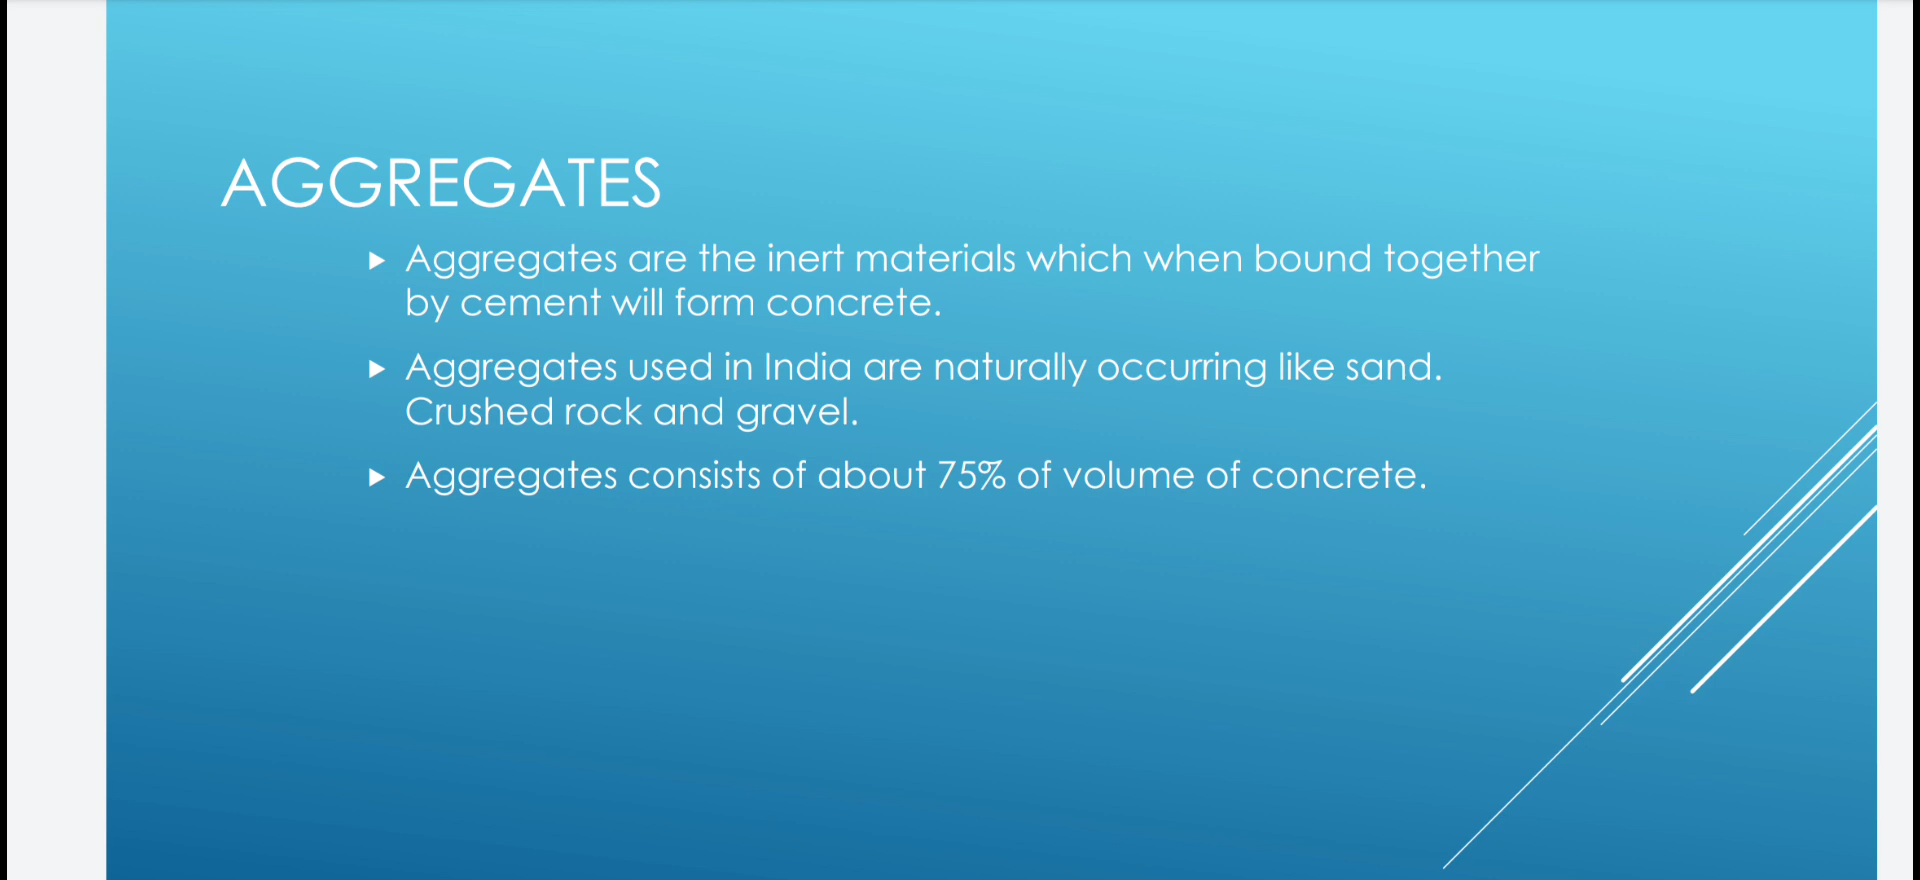 AGGREGATES
Aggregates are the inert materials which when bound together
by cement will form concrete.
Aggregates used in India are naturally occurring like sand.
Crushed rock and gravel.
Aggregates consists of about 75% of volume of concrete.